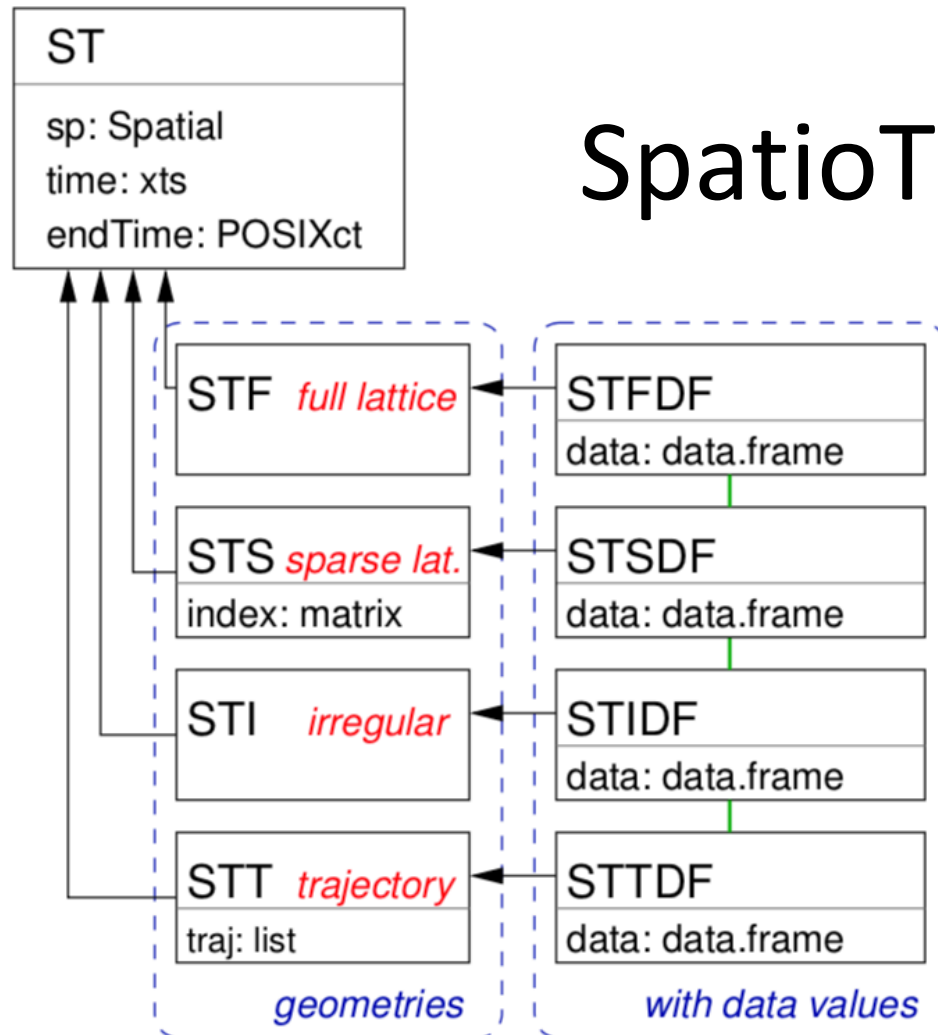 ST
sp: Spatial
time: xts
endTime: POSIXct
SpatioT
STF full lattice
STFDF
data: data.frame
STS sparse lat.
index: matrix
STSDF
data: data.frame
STI irregular
STIDF
data: data.frame
STT trajectory
traj: list
STTDF
data: data.frame
geometries
with data values